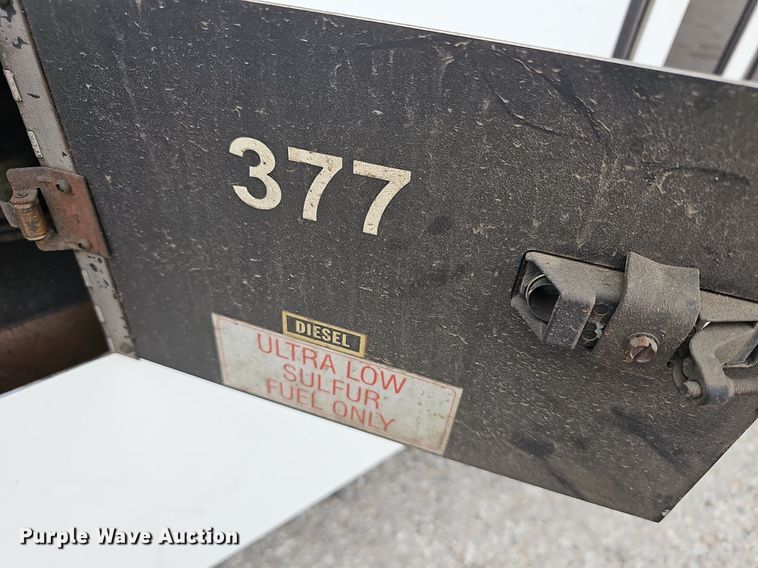 377
DIESEL
ULTRA LOW
SULFUR
FUEL ONLY
Purple Wave Auction